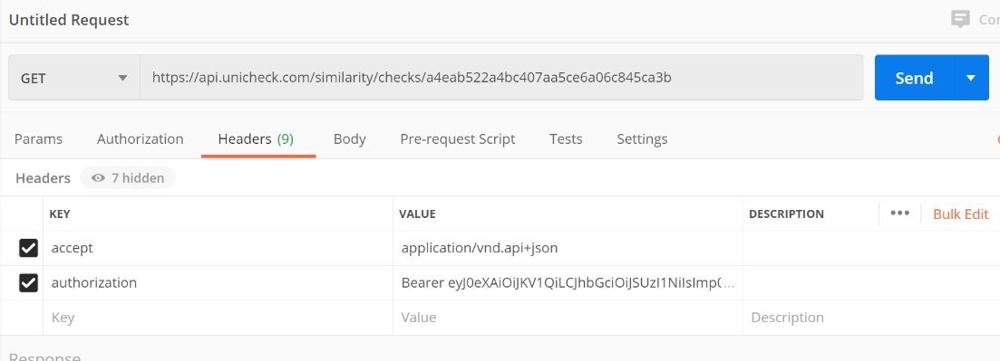 Untitled Request
GET https://api.unicheck.com/similarity/checks/a4eab522a4bc407aa5ce6a06c845ca3b Send
Params Authorization Headers (9) Body Pre-request Script Tests Settings
Headers 7 hidden
KEY VALUE DESCRIPTION ••• Bulk Edit
accept application/vnd.api+json
authorization Bearer eyJ0eXAiOiJKV1QiLCJhbGciOiJSUzI1NiIsImp...
Key Value Description
Response